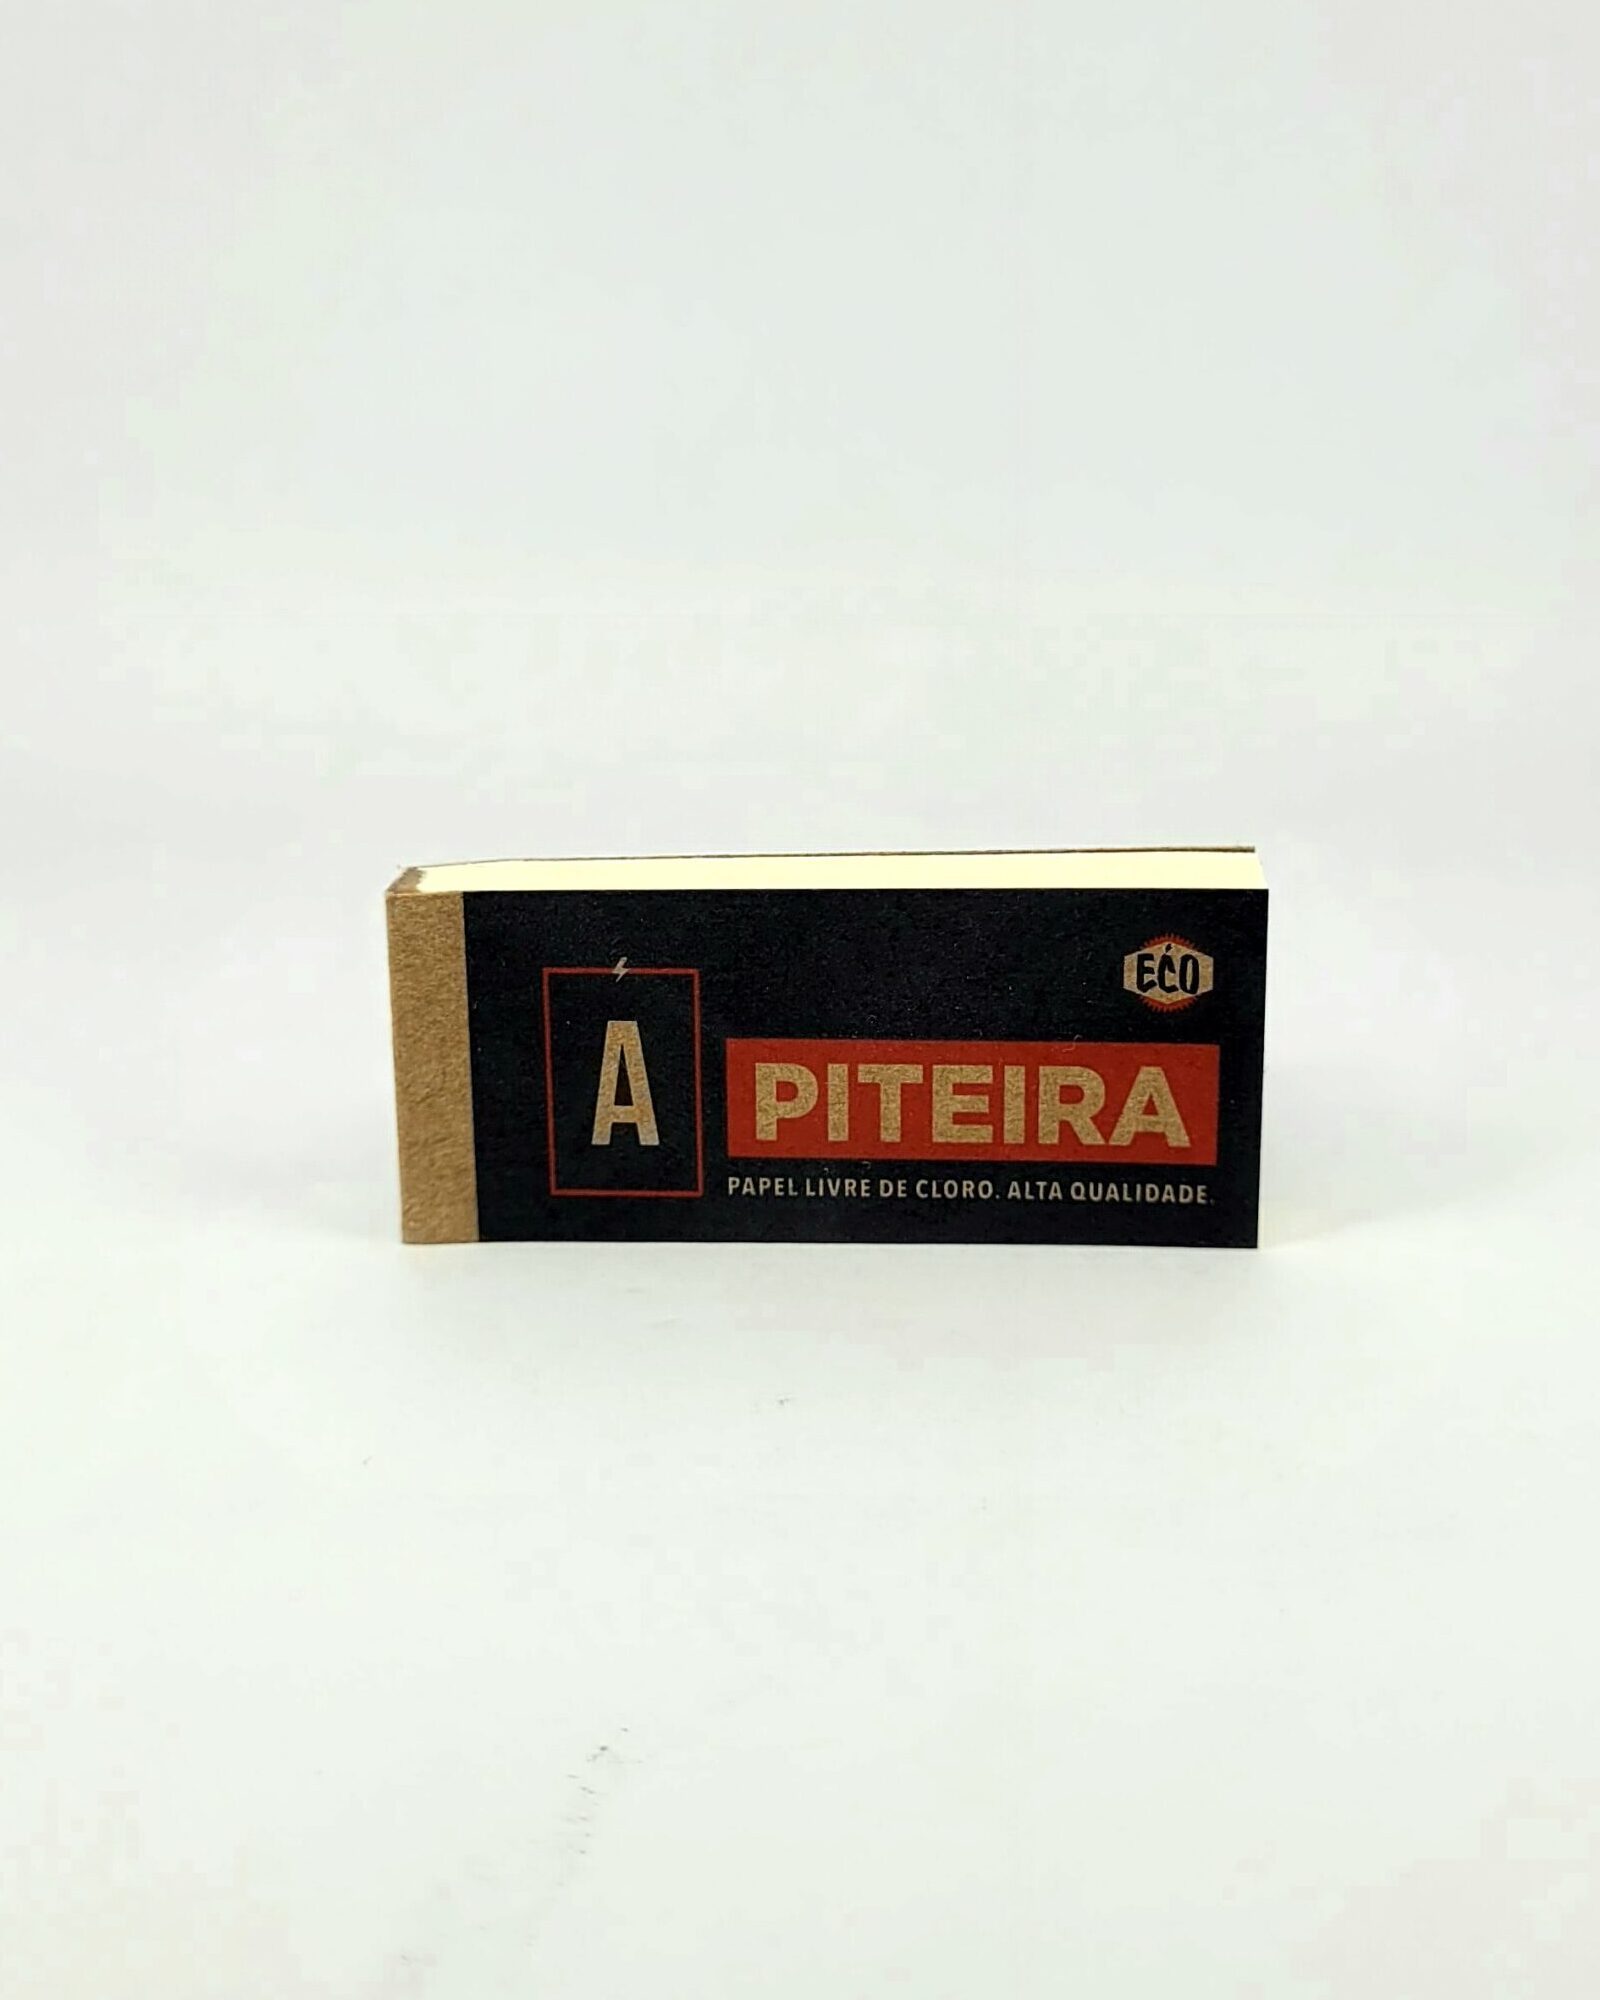 ECO
A
PITEIRA
PAPEL LIVRE DE CLORO. ALTA QUALIDADE.